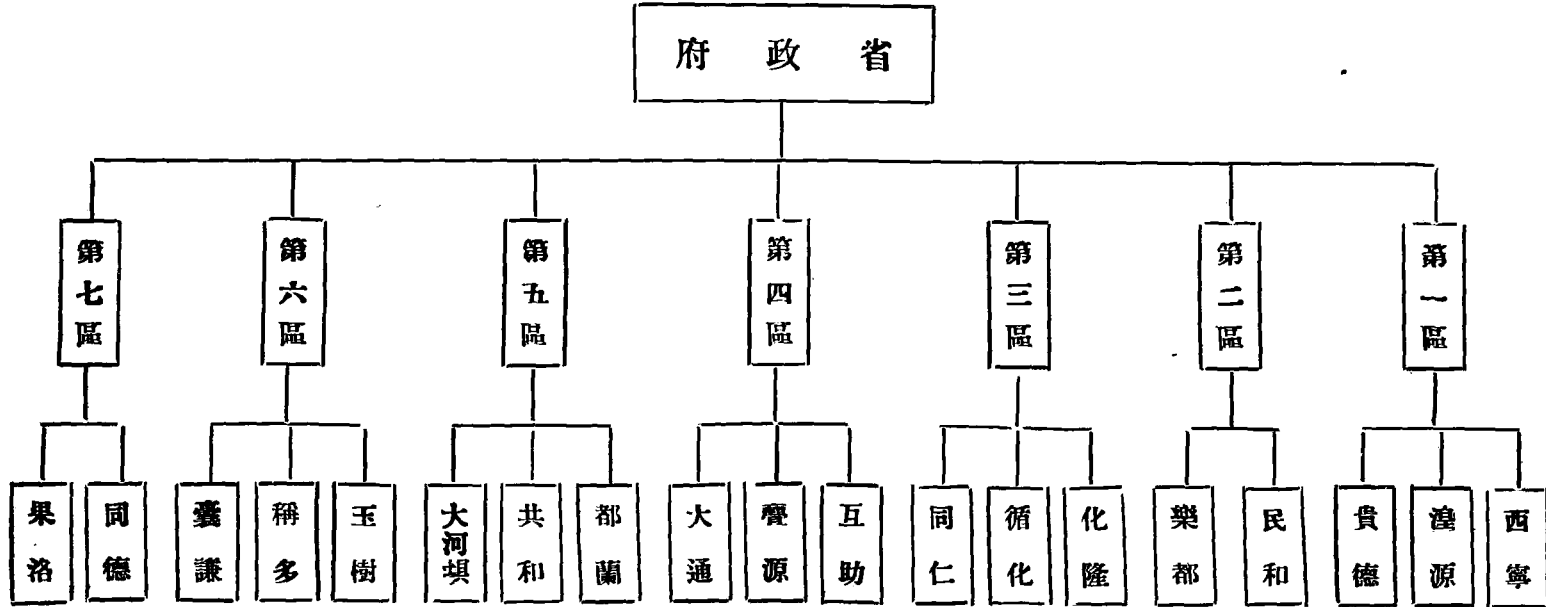 省政府
第一區
第二區
第三區
第四區
第五區
第六區
第七區
西寧
湟源
貴德
民和
樂都
化隆
循化
同仁
互助
亹源
大通
都蘭
共和
大河垻
玉樹
稱多
囊謙
同德
果洛